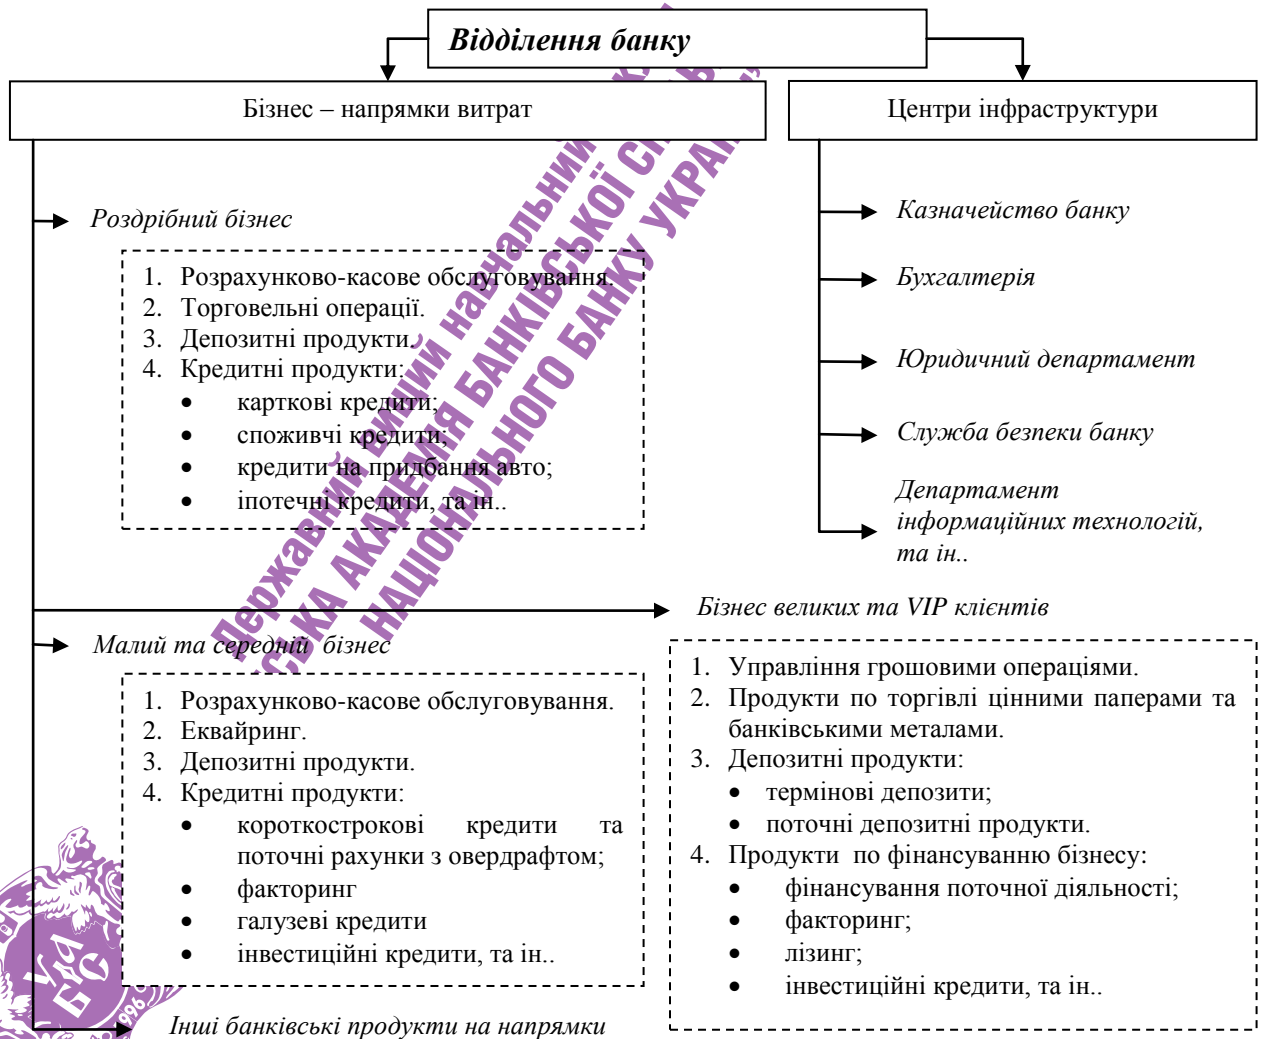 Відділення банку
Бізнес – напрямки витрат
Центри інфраструктури
Роздрібний бізнес
1. Розрахунково-касове обслуговування.
2. Торговельні операції.
3. Депозитні продукти.
4. Кредитні продукти:
• карткові кредити;
• споживчі кредити;
• кредити на придбання авто;
• іпотечні кредити, та ін..
Казначейство банку
Бухгалтерія
Юридичний департамент
Служба безпеки банку
Департамент
інформаційних технологій,
та ін..
Малий та середній бізнес
1. Розрахунково-касове обслуговування.
2. Еквайринг.
3. Депозитні продукти.
4. Кредитні продукти:
• короткострокові кредити та
поточні рахунки з овердрафтом;
• факторинг
• галузеві кредити
• інвестиційні кредити, та ін..
Бізнес великих та VIP клієнтів
1. Управління грошовими операціями.
2. Продукти по торгівлі цінними паперами та
банківськими металами.
3. Депозитні продукти:
• термінові депозити;
• поточні депозитні продукти.
4. Продукти по фінансуванню бізнесу:
• фінансування поточної діяльності;
• факторинг;
• лізинг;
• інвестиційні кредити, та ін..
Інші банківські продукти на напрямки
Державний вищий навчальний
АКАДЕМІЯ БАНКІВСЬКОЇ
НАЦІОНАЛЬНОГО БАНКУ
УАБС
1996